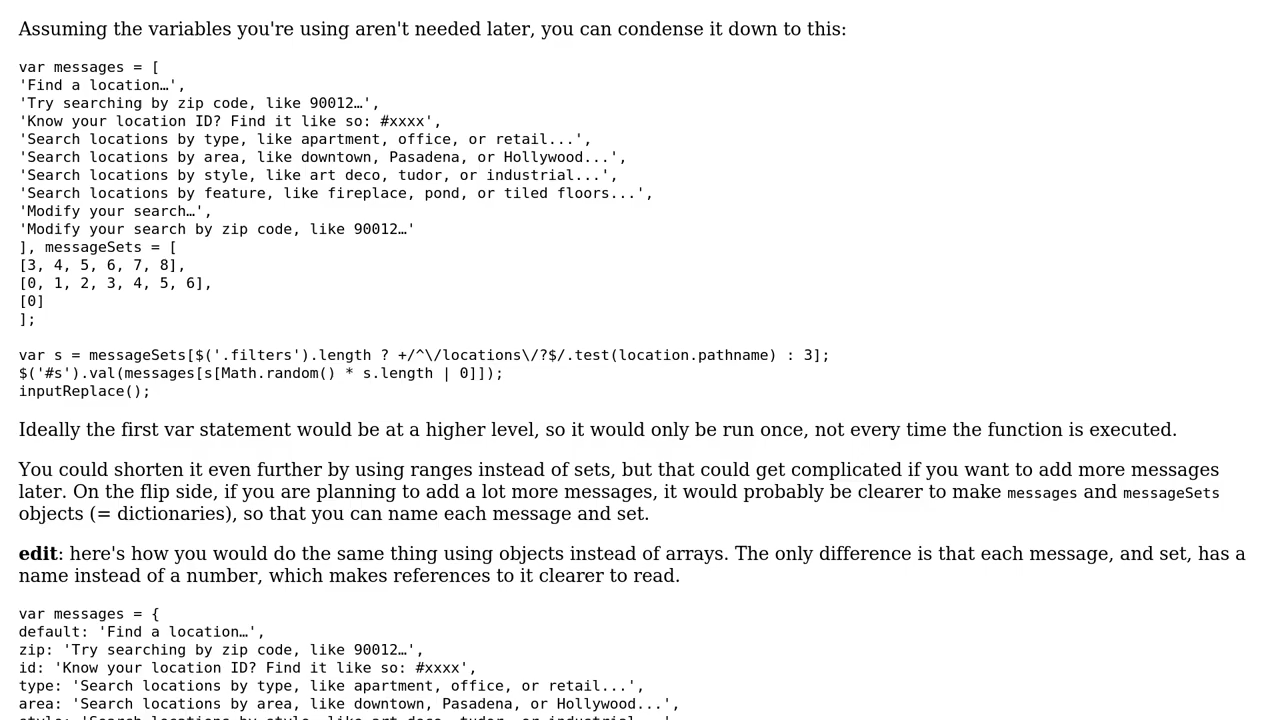 Assuming the variables you're using aren't needed later, you can condense it down to this:
var messages = [
'Find a location…',
'Try searching by zip code, like 90012…',
'Know your location ID? Find it like so: #xxxx',
'Search locations by type, like apartment, office, or retail...',
'Search locations by area, like downtown, Pasadena, or Hollywood...',
'Search locations by style, like art deco, tudor, or industrial...',
'Search locations by feature, like fireplace, pond, or tiled floors...',
'Modify your search…',
'Modify your search by zip code, like 90012…'
], messageSets = [
[3, 4, 5, 6, 7, 8],
[0, 1, 2, 3, 4, 5, 6],
[0]
];
var s = messageSets[$('.filters').length ? +/^\/locations\/?$/.test(location.pathname) : 3];
$('#s').val(messages[s[Math.random() * s.length | 0]]);
inputReplace();
Ideally the first var statement would be at a higher level, so it would only be run once, not every time the function is executed.
You could shorten it even further by using ranges instead of sets, but that could get complicated if you want to add more messages
later. On the flip side, if you are planning to add a lot more messages, it would probably be clearer to make messages and messageSets
objects (= dictionaries), so that you can name each message and set.
edit: here's how you would do the same thing using objects instead of arrays. The only difference is that each message, and set, has a
name instead of a number, which makes references to it clearer to read.
var messages = {
default: 'Find a location…',
zip: 'Try searching by zip code, like 90012…',
id: 'Know your location ID? Find it like so: #xxxx',
type: 'Search locations by type, like apartment, office, or retail...',
area: 'Search locations by area, like downtown, Pasadena, or Hollywood...',
style: 'Search locations by style, like art deco, tudor, or industrial...'